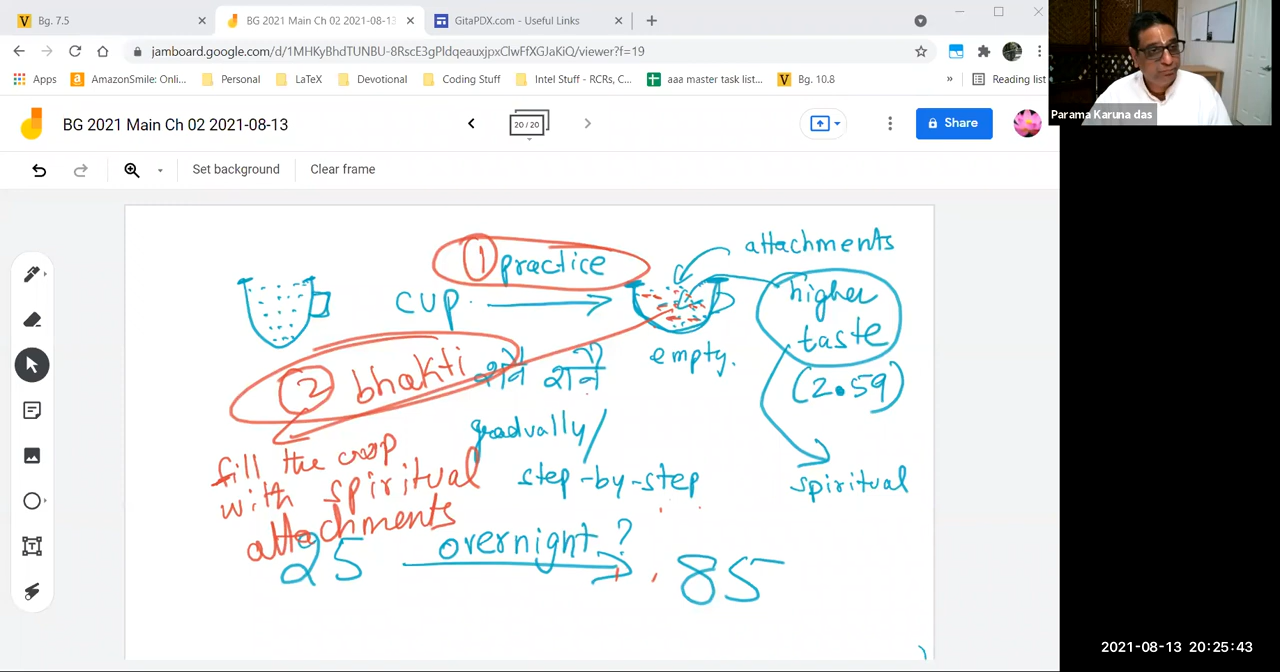 Bg. 7.5
BG 2021 Main Ch 02 2021-08-13
GitaPDX.com - Useful Links
jamboard.google.com/d/1MHKyBhdTUNBU-8RscE3gPldqeauxjpxClwFfXGJaKiQ/viewer?f=19
Apps
AmazonSmile: Onli...
Personal
LaTeX
Devotional
Coding Stuff
Intel Stuff - RCRs, C...
aaa master task list...
Bg. 10.8
»
Reading list
Parama Karuna das
BG 2021 Main Ch 02 2021-08-13
20/20
Share
Set background
Clear frame
attachments
1 practice
cup
higher
taste
(2.59)
empty.
2 bhakti
gradually/
step-by-step
spiritual
fill the
with spiritual
attachments
25 overnight? 85
2021-08-13 20:25:43